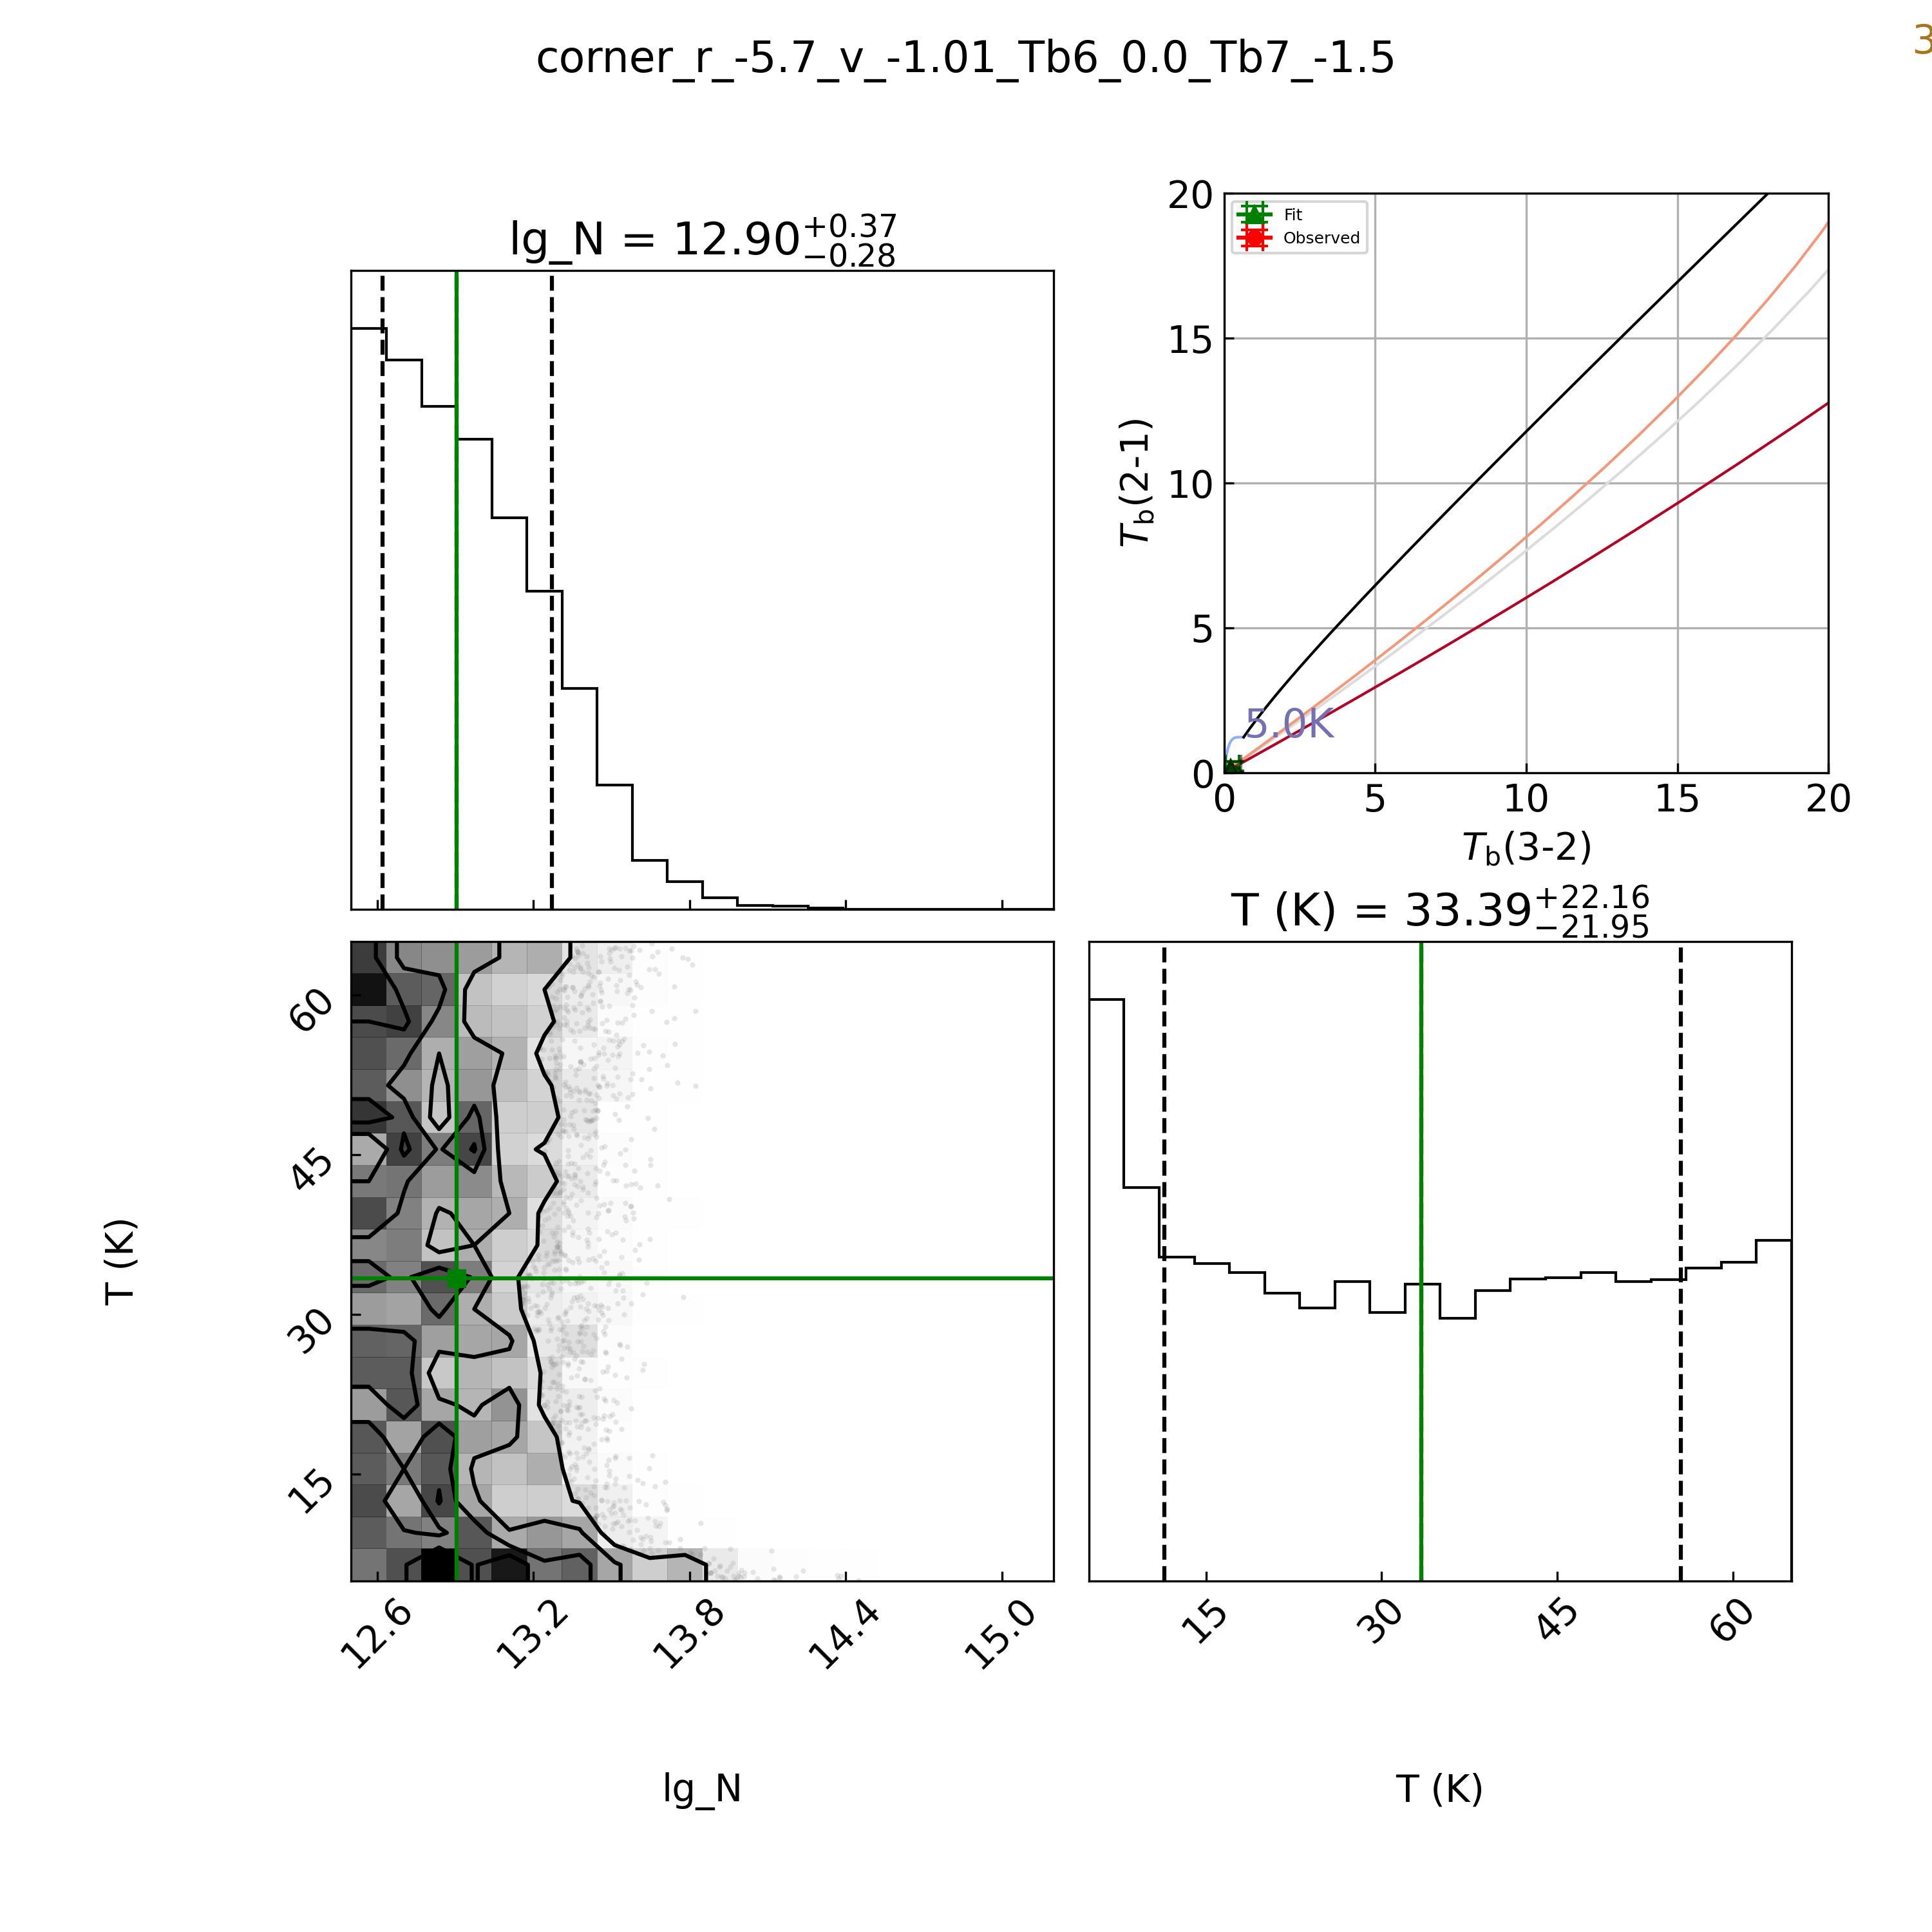 corner_r_-5.7_v_-1.01_Tb6_0.0_Tb7_-1.5
3
lg_N = 12.90+0.37−0.28
Fit
Observed
20
15
10
5
0
Tb(2-1)
5.0K
0 5 10 15 20
Tb(3-2)
T (K) = 33.39+22.16−21.95
60
45
30
15
T (K)
12.6 13.2 13.8 14.4 15.0
lg_N
15 30 45 60
T (K)